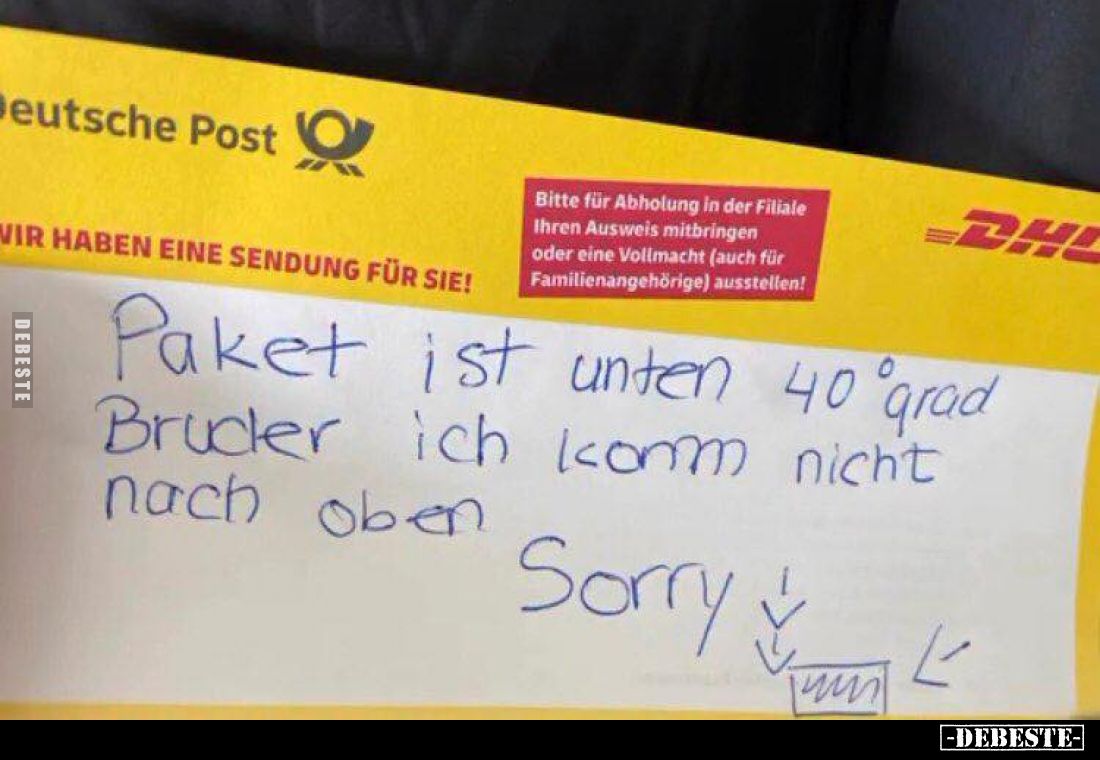 Deutsche Post
WIR HABEN EINE SENDUNG FÜR SIE!
Bitte für Abholung in der Filiale
Ihren Ausweis mitbringen
oder eine Vollmacht (auch für
Familienangehörige) ausstellen!
DHL
Paket ist unten 40° grad
Bruder ich komm nicht
nach oben
Sorry
DEBESTE
-DEBESTE-